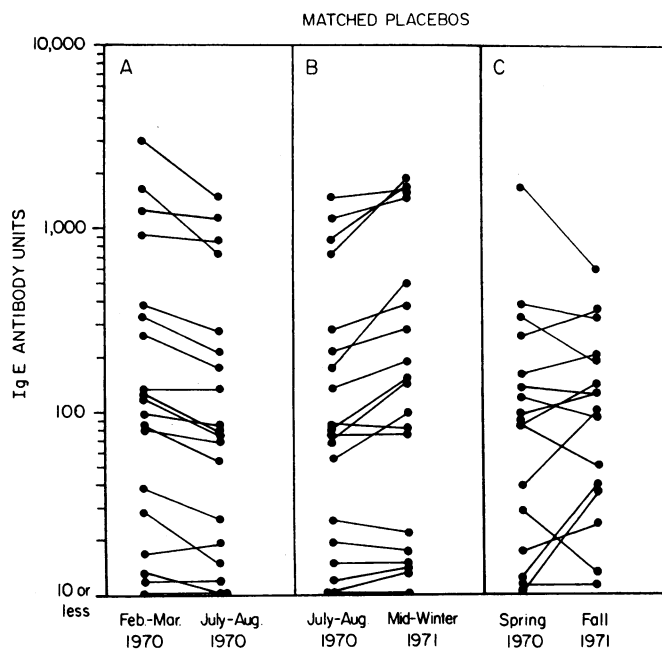 MATCHED PLACEBOS
10,000
1,000
100
10 or
less
IgE ANTIBODY UNITS
A
B
C
Feb.-Mar. July-Aug.
1970 1970
July-Aug. Mid-Winter
1970 1971
Spring Fall
1970 1971